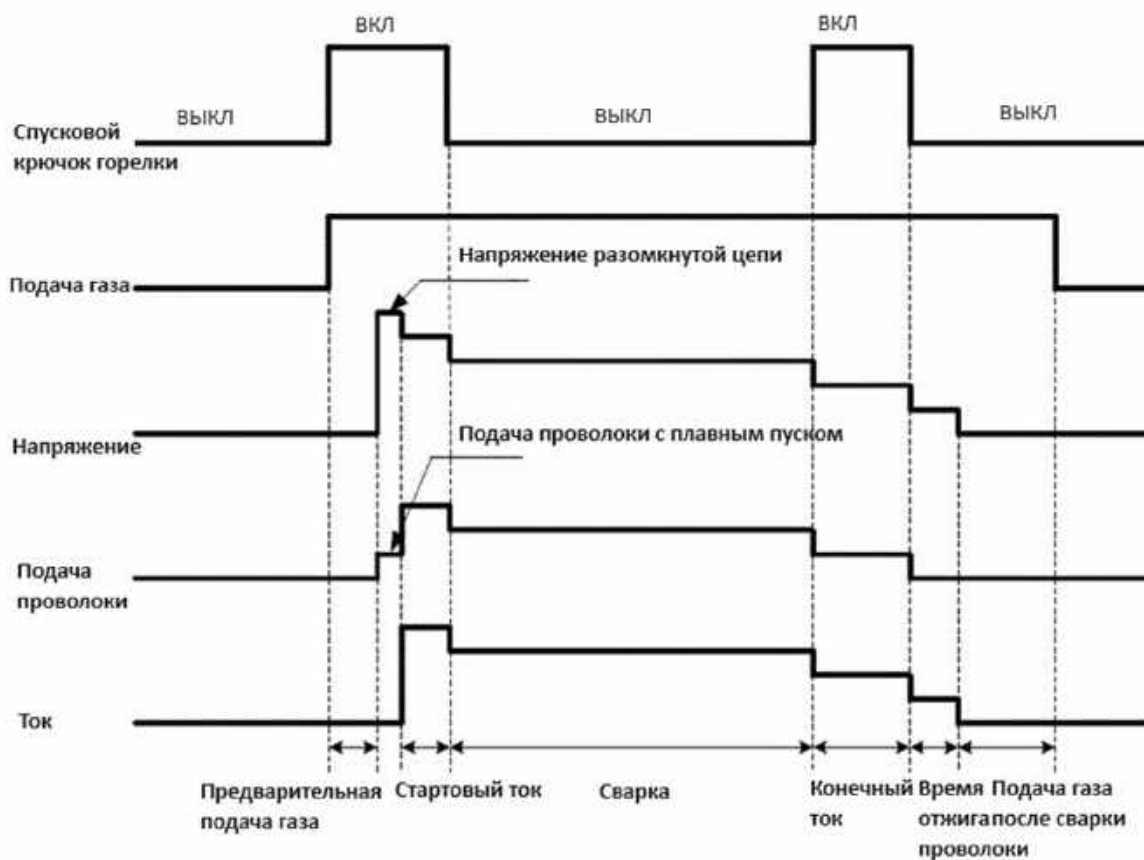 ВКЛ
ВКЛ
ВЫКЛ
ВЫКЛ
ВЫКЛ
Спусковой
крючок горелки
Напряжение разомкнутой цепи
Подача газа
Напряжение
Подача проволоки с плавным пуском
Подача
проволоки
Ток
Предварительная
подача газа
Стартовый ток
Сварка
Конечный
ток
Время
отжига
проволоки
Подача газа
после сварки